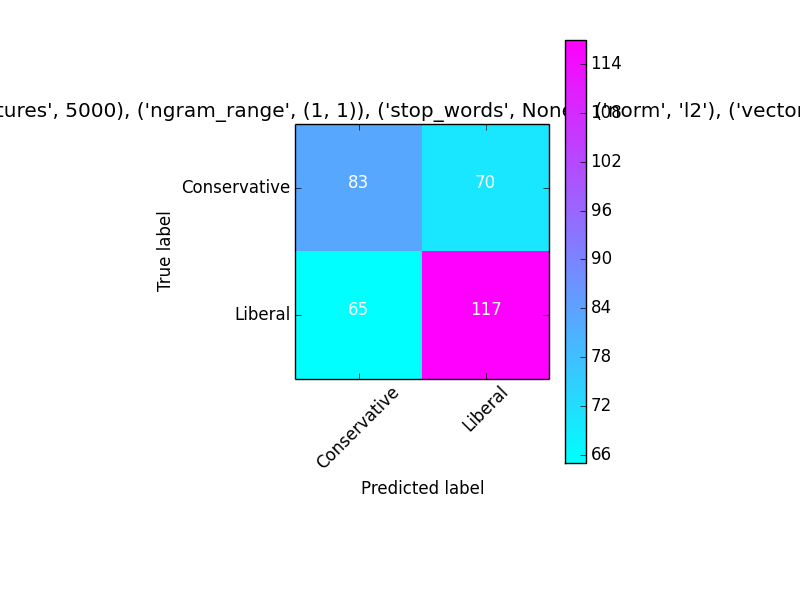 tures', 5000), ('ngram_range', (1, 1)), ('stop_words', None), ('norm', 'l2'), ('vector
114
108
102
96
90
84
78
72
66
Conservative
83
70
True label
Liberal
65
117
Conservative
Liberal
Predicted label